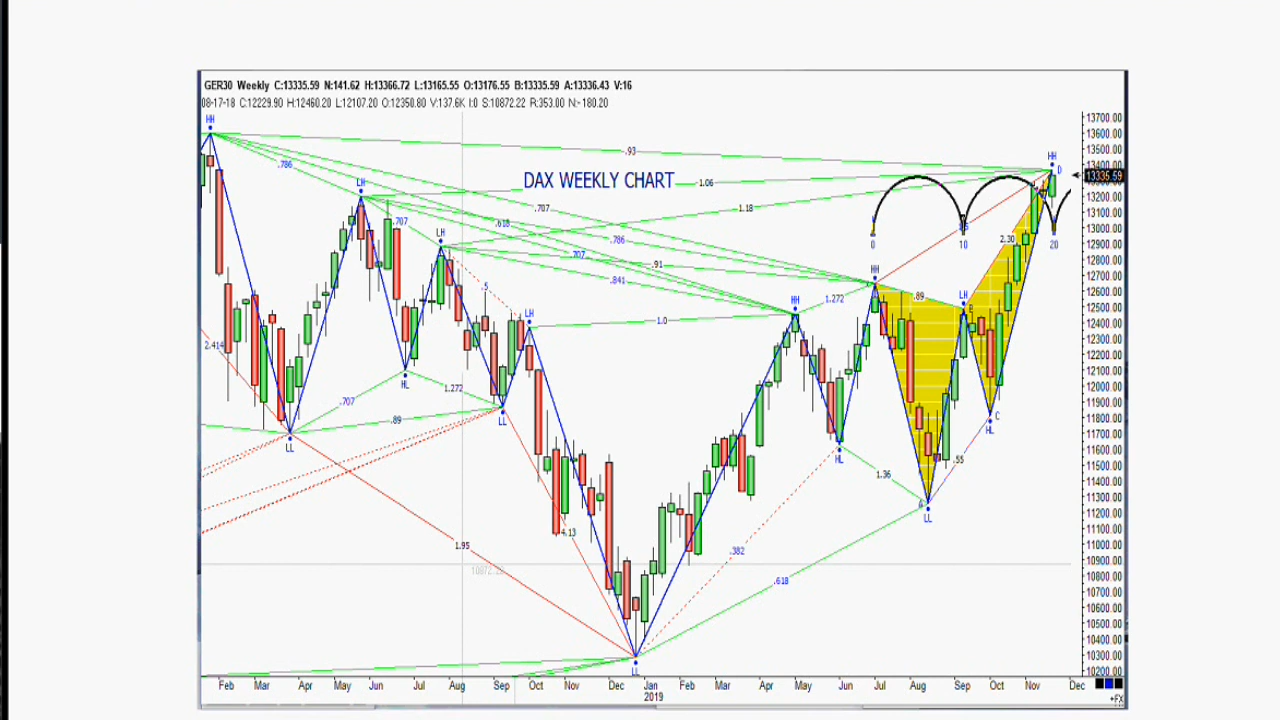 GER30 Weekly C:13335.59 N:141.62 H:13366.72 L:13165.55 O:13176.55 B:13335.59 A:13336.43 V:16
08-17-18 C:12229.90 H:12460.20 L:12107.20 O:12350.80 V:137.6K I:0 S:10872.22 R:353.00 N:-180.20
13700.00
HH
13600.00
13500.00
.93
HH
.786
13400.00
D
LH
DAX WEEKLY CHART
1.06
13335.59
13200.00
.707
1.18
13100.00
.707
.618
LH
.786
2.30
13000.00
0
10
20
12900.00
.707
.91
12800.00
HH
.841
12700.00
.5
12600.00
HH
1.272
.89
LH
B
12500.00
LH
1.0
12400.00
12300.00
2.414
12200.00
12100.00
HL
1.272
12000.00
.707
11900.00
.89
LL
C
11800.00
HL
11700.00
LL
HL
.55
11600.00
1.36
11500.00
11400.00
A
11300.00
LL
11200.00
4.13
11100.00
1.95
11000.00
.382
10900.00
10872.22
10800.00
.618
10700.00
10600.00
10500.00
10400.00
10300.00
LL
10200.00
Feb Mar Apr May Jun Jul Aug Sep Oct Nov Dec Jan Feb Mar Apr May Jun Jul Aug Sep Oct Nov Dec
2019
+FX